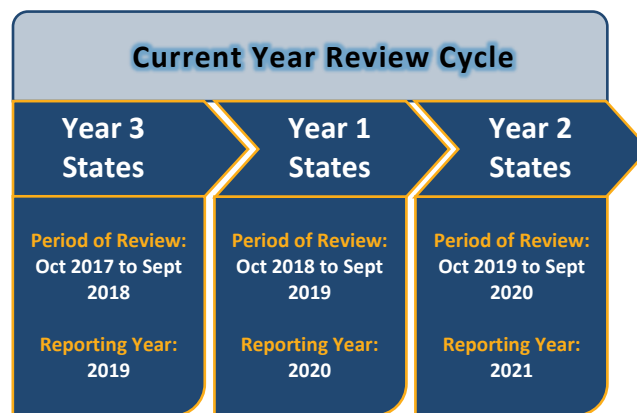 Current Year Review Cycle
Year 3
States
Year 1
States
Year 2
States
Period of Review:
Oct 2017 to Sept
2018
Reporting Year:
2019
Period of Review:
Oct 2018 to Sept
2019
Reporting Year:
2020
Period of Review:
Oct 2019 to Sept
2020
Reporting Year:
2021